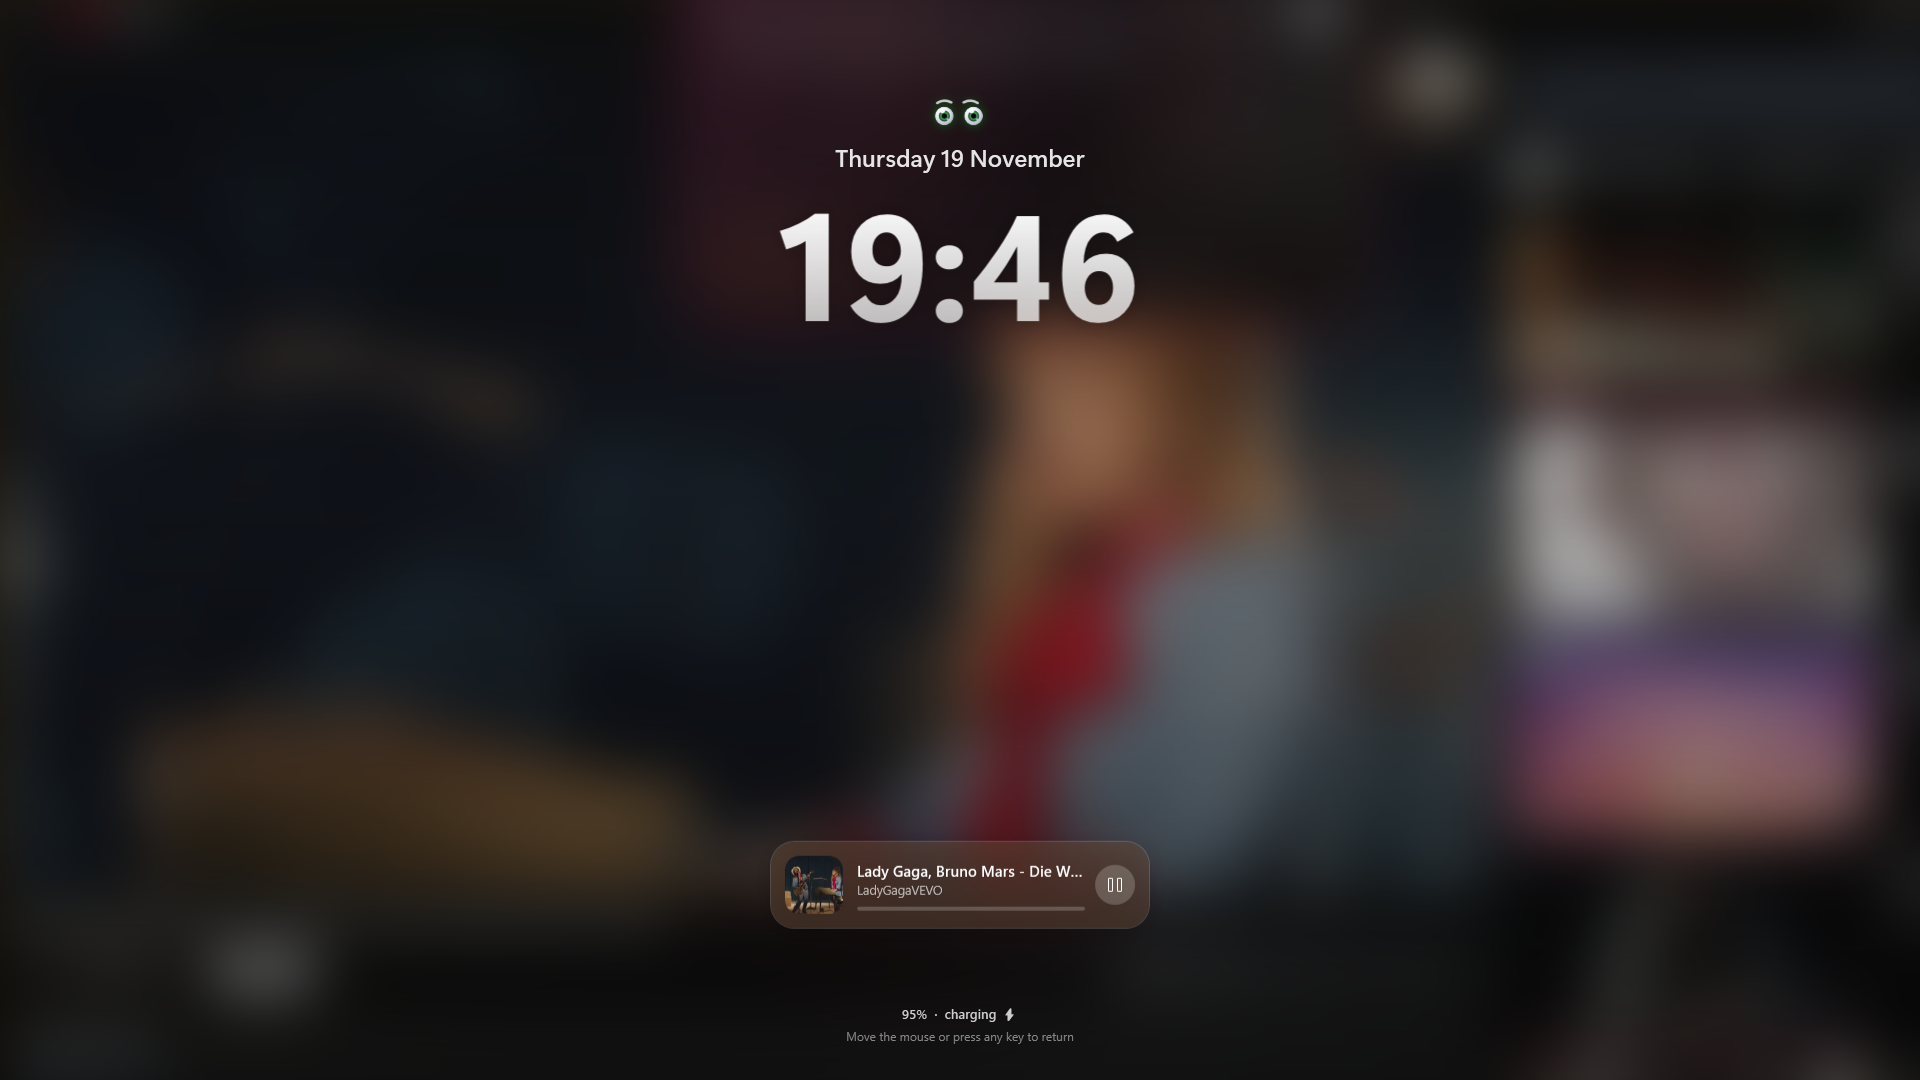 Thursday 19 November
19:46
Lady Gaga, Bruno Mars - Die W...
LadyGagaVEVO
95% · charging
Move the mouse or press any key to return